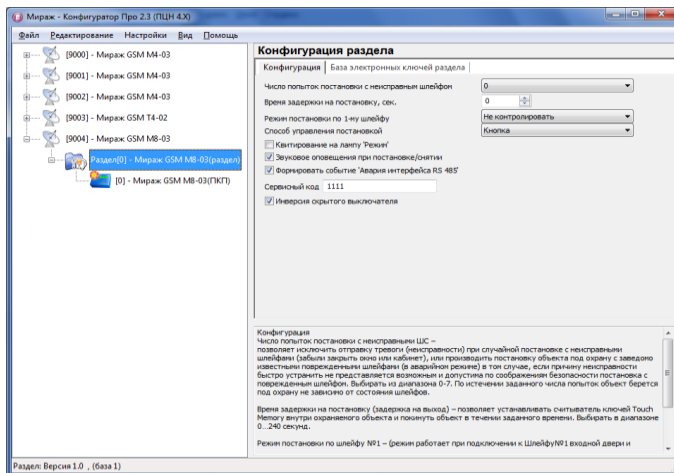 Мираж - Конфигуратор Про 2.3 (ПЦН 4.X)
Файл Редактирование Настройки Вид Помощь
[9000] - Мираж GSM M4-03
[9001] - Мираж GSM M4-03
[9002] - Мираж GSM M4-03
[9003] - Мираж GSM T4-02
[9004] - Мираж GSM M8-03
Раздел[0] - Мираж GSM M8-03(раздел)
[0] - Мираж GSM M8-03(ПКП)
Конфигурация раздела
Конфигурация База электронных ключей раздела
Число попыток постановки с неисправным шлейфом 0
Время задержки на постановку, сек. 0
Режим постановки по 1-му шлейфу Не контролировать
Способ управления постановкой Кнопка
Квитирование на лампу 'Режим'
Звуковое оповещения при постановке/снятии
Формировать событие 'Авария интерфейса RS 485'
Сервисный код 1111
Инверсия скрытого выключателя
Конфигурация
Число попыток постановки с неисправными ШС –
позволяет исключить отправку тревоги (неисправности) при случайной постановке с неисправными
шлейфами (забыли закрыть окно или кабинет), или производить постановку объекта под охрану с заведомо
известными поврежденными шлейфами (в аварийном режиме) в том случае, если причину неисправности
быстро устранить не представляется возможным и допустима по соображениям безопасности постановка с
поврежденным шлейфом. Выбирать из диапазона 0-7. По истечении заданного числа попыток объект берется
под охрану не зависимо от состояния шлейфов.
Время задержки на постановку (задержка на выход) – позволяет устанавливать считыватель ключей Touch
Memory внутри охраняемого объекта и покинуть объект в течении заданного времени. Выбирать в диапазоне
0...240 секунд.
Режим постановки по шлейфу №1 – (режим работает при подключении к Шлейфу№1 входной двери и
Раздел: Версия 1.0 , (база 1)